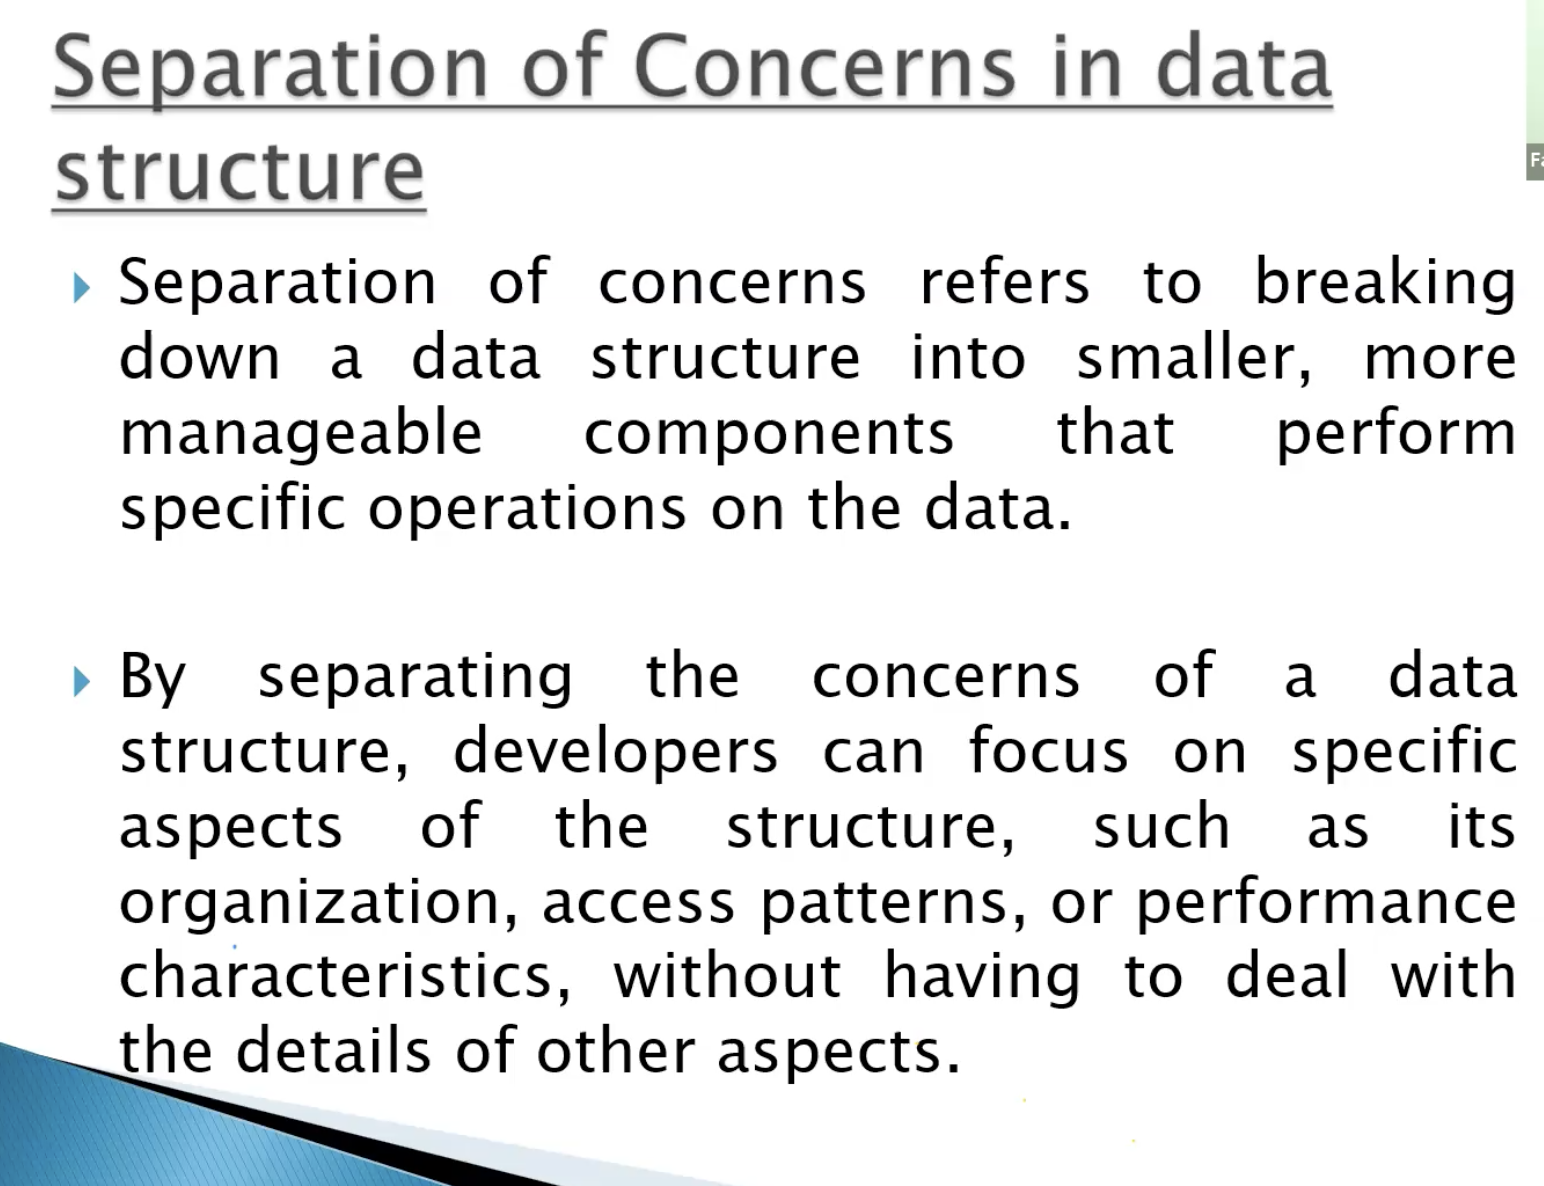 Separation of Concerns in data
structure
Separation of concerns refers to breaking
down a data structure into smaller, more
manageable components that perform
specific operations on the data.
By separating the concerns of a data
structure, developers can focus on specific
aspects of the structure, such as its
organization, access patterns, or performance
characteristics, without having to deal with
the details of other aspects.
Fa